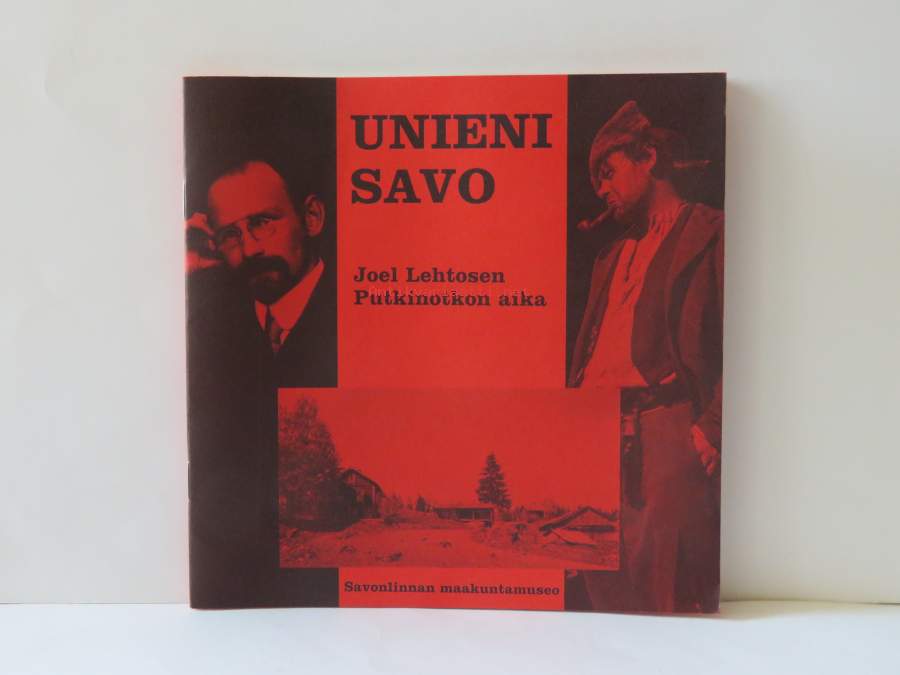 UNIENI
SAVO
Joel Lehtosen
Putkinotkon aika
Savonlinnan maakuntamuseo